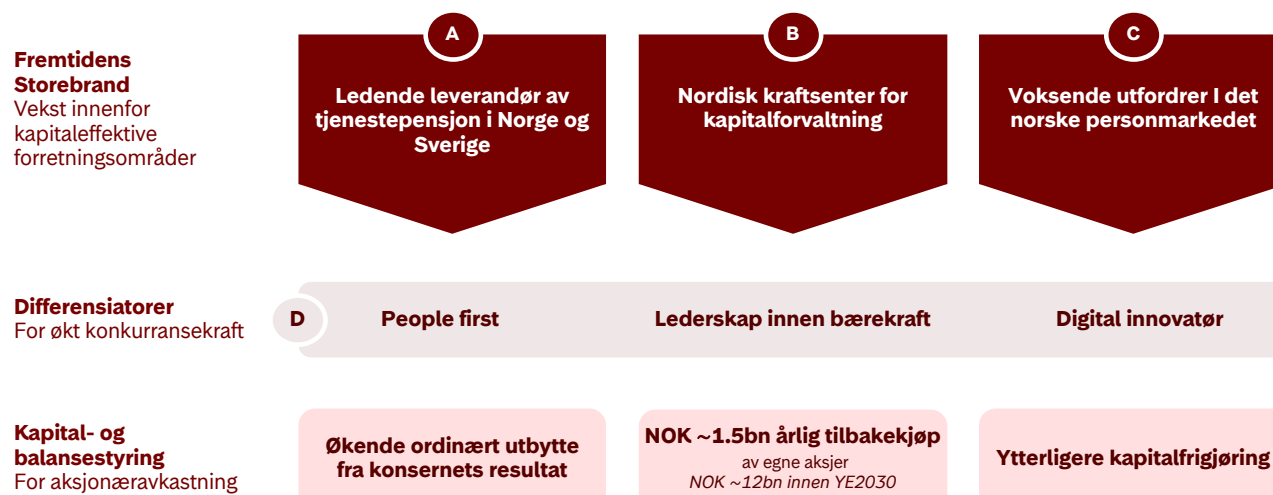 Fremtidens
Storebrand
Vekst innenfor
kapitaleffektive
forretningsområder
A
Ledende leverandør av
tjenestepensjon i Norge og
Sverige
B
Nordisk kraftsenter for
kapitalforvaltning
C
Voksende utfordrer I det
norske personmarkedet
Differensiatorer
For økt konkurransekraft
D
People first
Lederskap innen bærekraft
Digital innovatør
Kapital- og
balansestyring
For aksjonæravkastning
Økende ordinært utbytte
fra konsernets resultat
NOK ~1.5bn årlig tilbakekjøp
av egne aksjer
NOK ~12bn innen YE2030
Ytterligere kapitalfrigjøring